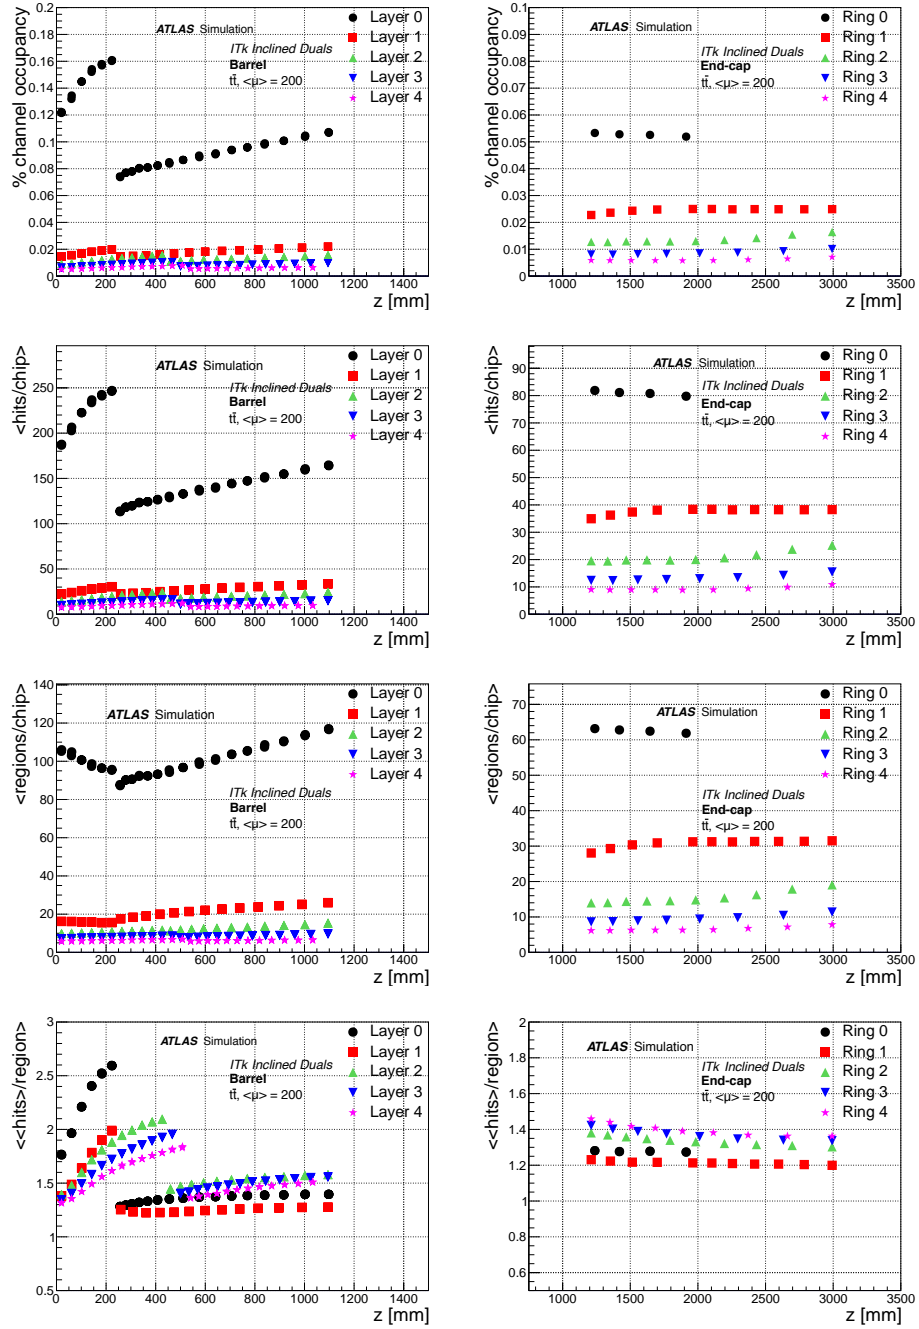 % channel occupancy
0.2
0.18
0.16
0.14
0.12
0.1
0.08
0.06
0.04
0.02
0
0 200 400 600 800 1000 1200 1400
z [mm]
ATLAS Simulation
ITk Inclined Duals
Barrel
tt̄, <μ> = 200
Layer 0
Layer 1
Layer 2
Layer 3
Layer 4
% channel occupancy
0.1
0.09
0.08
0.07
0.06
0.05
0.04
0.03
0.02
0.01
0
1000 1500 2000 2500 3000 3500
z [mm]
ATLAS Simulation
ITk Inclined Duals
End-cap
tt̄, <μ> = 200
Ring 0
Ring 1
Ring 2
Ring 3
Ring 4
<hits/chip>
250
200
150
100
50
0
0 200 400 600 800 1000 1200 1400
z [mm]
ATLAS Simulation
ITk Inclined Duals
Barrel
tt̄, <μ> = 200
Layer 0
Layer 1
Layer 2
Layer 3
Layer 4
<hits/chip>
90
80
70
60
50
40
30
20
10
0
1000 1500 2000 2500 3000 3500
z [mm]
ATLAS Simulation
ITk Inclined Duals
End-cap
tt̄, <μ> = 200
Ring 0
Ring 1
Ring 2
Ring 3
Ring 4
<regions/chip>
140
120
100
80
60
40
20
0
0 200 400 600 800 1000 1200 1400
z [mm]
ATLAS Simulation
ITk Inclined Duals
Barrel
tt̄, <μ> = 200
Layer 0
Layer 1
Layer 2
Layer 3
Layer 4
<regions/chip>
70
60
50
40
30
20
10
0
1000 1500 2000 2500 3000 3500
z [mm]
ATLAS Simulation
ITk Inclined Duals
End-cap
tt̄, <μ> = 200
Ring 0
Ring 1
Ring 2
Ring 3
Ring 4
<<hits>/region>
3
2.5
2
1.5
1
0.5
0 200 400 600 800 1000 1200 1400
z [mm]
ATLAS Simulation
ITk Inclined Duals
Barrel
tt̄, <μ> = 200
Layer 0
Layer 1
Layer 2
Layer 3
Layer 4
<<hits>/region>
2
1.8
1.6
1.4
1.2
1
0.8
0.6
1000 1500 2000 2500 3000 3500
z [mm]
ATLAS Simulation
ITk Inclined Duals
End-cap
tt̄, <μ> = 200
Ring 0
Ring 1
Ring 2
Ring 3
Ring 4